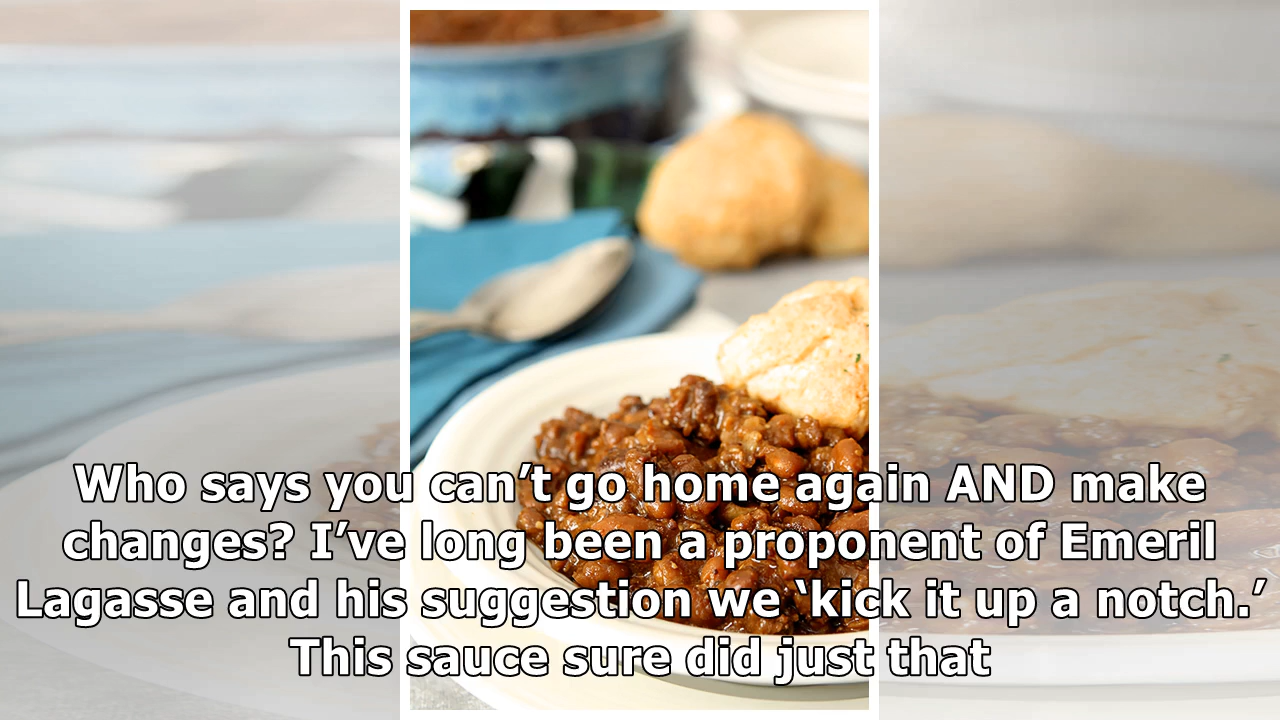 Who says you can’t go home again AND make
changes? I’ve long been a proponent of Emeril
Lagasse and his suggestion we ‘kick it up a notch.’
This sauce sure did just that